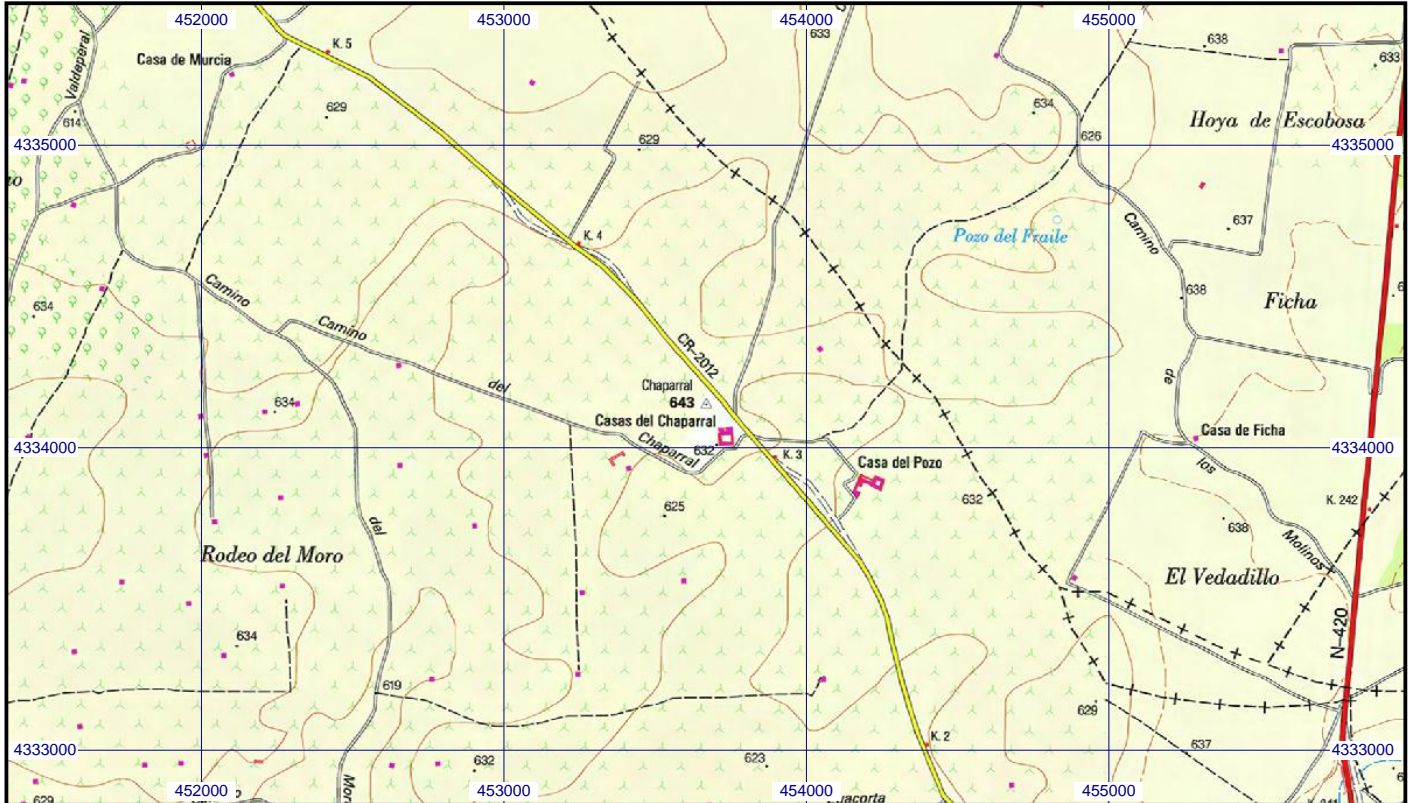 452000
453000
454000
455000
Casa de Murcia
K. 5
633
638
633
Valdeperal
614
629
634
Hoya de Escobosa
4335000
629
626
4335000
Camino
637
Pozo del Fraile
K. 4
Camino
638
Ficha
634
Camino
CR-2012
del
Chaparral
643
de
634
Casas del Chaparral
Casa de Ficha
4334000
Chaparral
632
K. 3
4334000
Casa del Pozo
los
632
K. 242
625
638
del
Molinos
Rodeo del Moro
El Vedadillo
634
N-420
619
629
K. 2
637
4333000
4333000
632
623
452000
453000
454000
455000
629